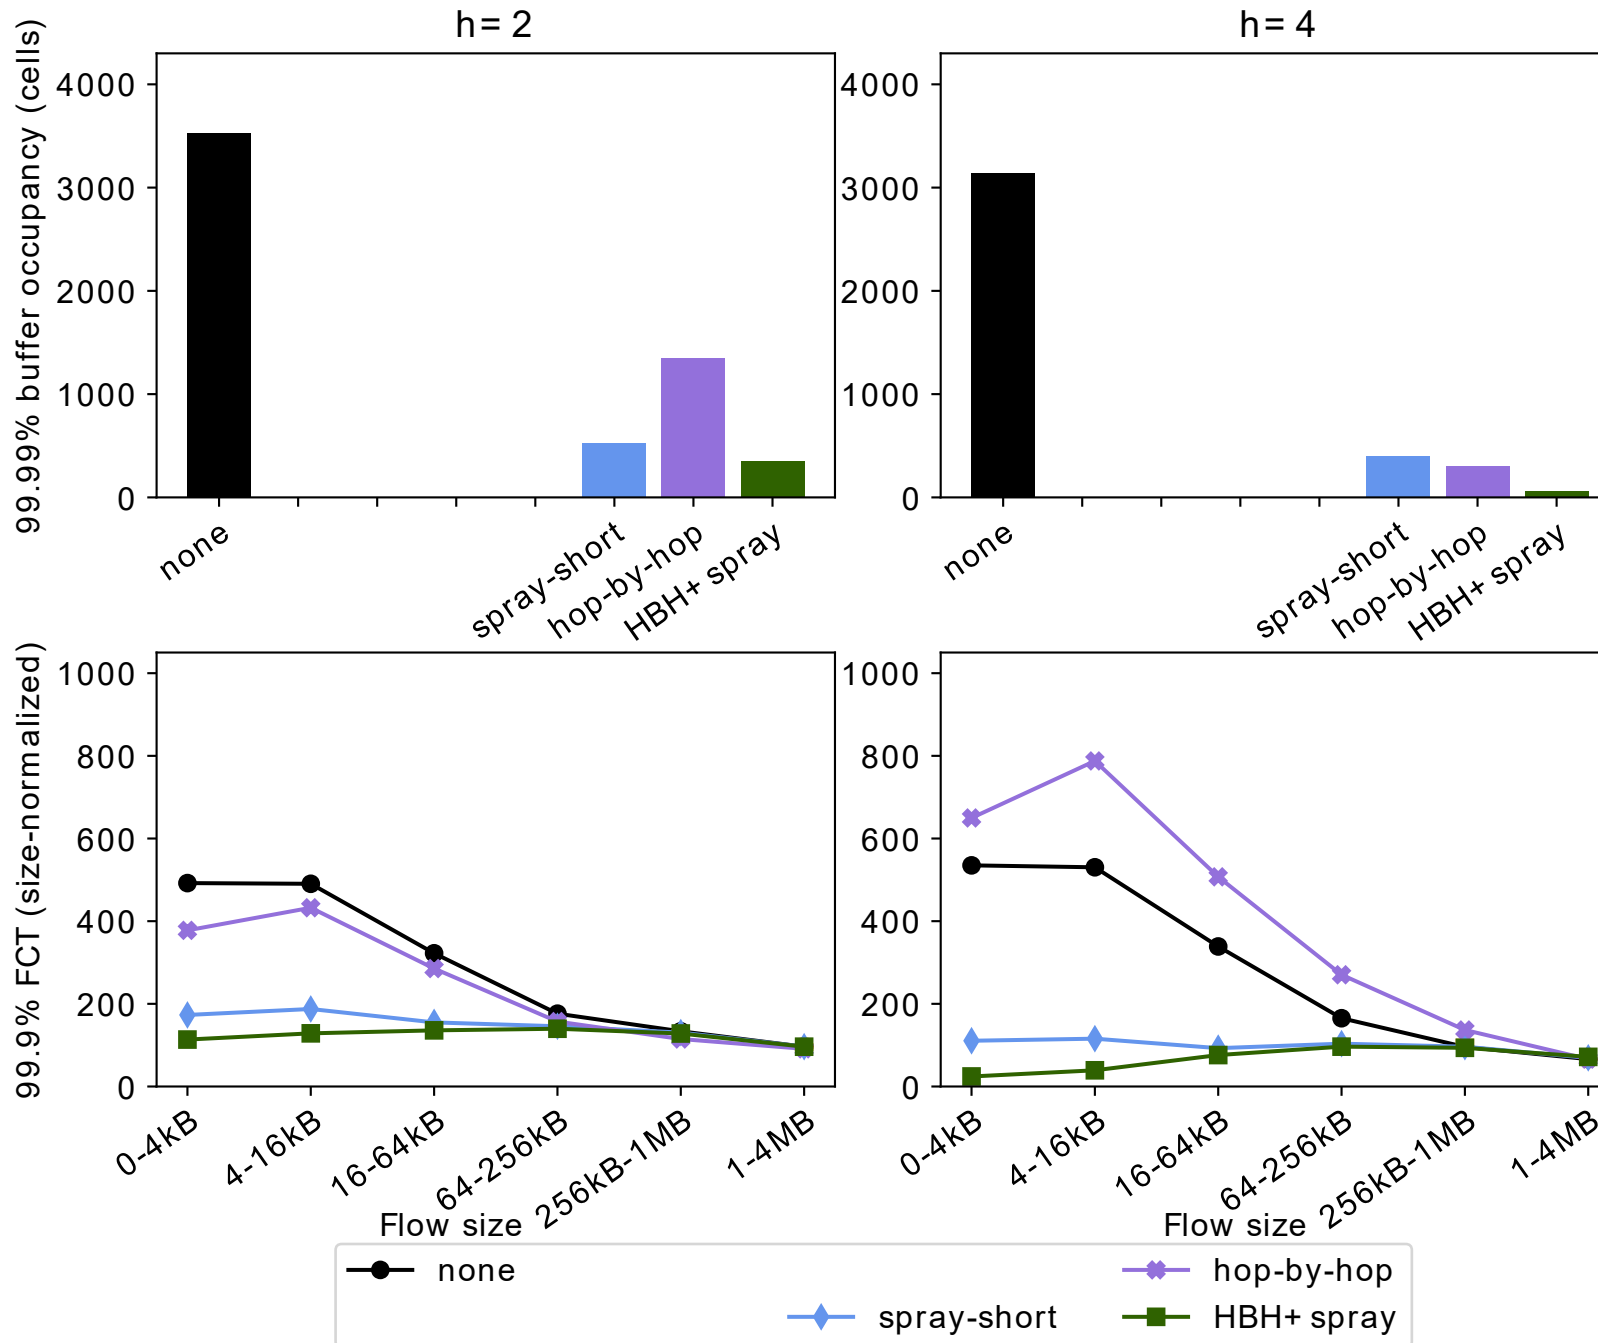 h= 2
h= 4
99.99% buffer occupancy (cells)
4000
3000
2000
1000
0
none
spray-short
hop-by-hop
HBH+ spray
4000
3000
2000
1000
0
none
spray-short
hop-by-hop
HBH+ spray
99.9% FCT (size-normalized)
1000
800
600
400
200
0
0-4kB
4-16kB
16-64kB
64-256kB
256kB-1MB
1-4MB
Flow size
1000
800
600
400
200
0
0-4kB
4-16kB
16-64kB
64-256kB
256kB-1MB
1-4MB
Flow size
none
hop-by-hop
spray-short
HBH+ spray